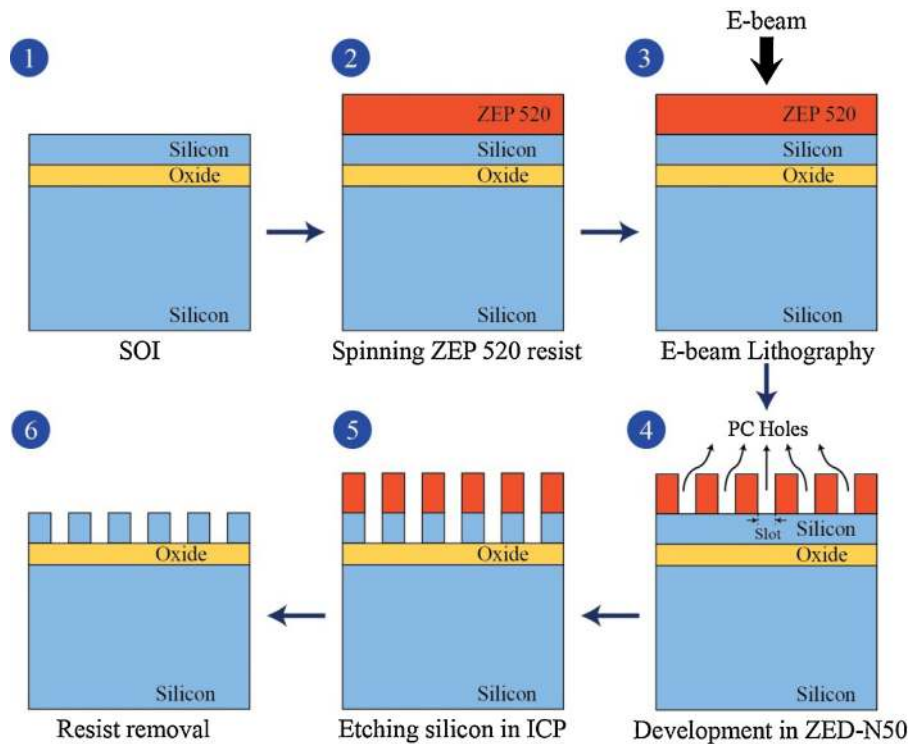 E-beam
1
2
3
ZEP 520
ZEP 520
Silicon
Oxide
Silicon
Silicon
Oxide
Silicon
Silicon
Oxide
Silicon
SOI
Spinning ZEP 520 resist
E-beam Lithography
6
5
4
PC Holes
Slot
Silicon
Oxide
Oxide
Oxide
Silicon
Silicon
Silicon
Resist removal
Etching silicon in ICP
Development in ZED-N50